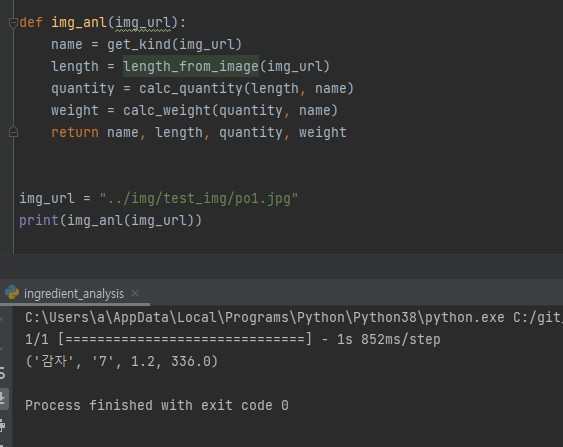 def img_anl(img_url):
    name = get_kind(img_url)
    length = length_from_image(img_url)
    quantity = calc_quantity(length, name)
    weight = calc_weight(quantity, name)
    return name, length, quantity, weight
img_url = "../img/test_img/po1.jpg"
print(img_anl(img_url))
ingredient_analysis
C:\Users\a\AppData\Local\Programs\Python\Python38\python.exe C:/git_
1/1 [==============================] - 1s 852ms/step
('감자', '7', 1.2, 336.0)
Process finished with exit code 0